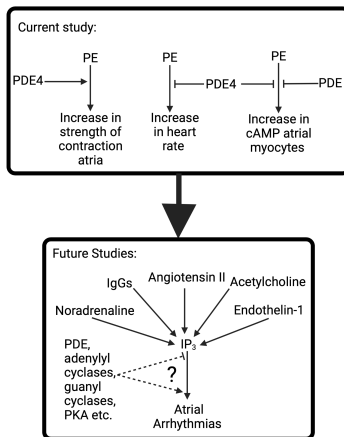 Current study:
PE PE PE
PDE4 PDE4 PDE
Increase in
strength of
contraction
atria
Increase in
heart
rate
Increase in
cAMP atrial
myocytes
Future Studies:
IgGs Angiotensin II Acetylcholine
Noradrenaline Endothelin-1
PDE,
adenylyl
cyclases,
guanyl
cyclases,
PKA etc.
IP₃
?
Atrial
Arrhythmias